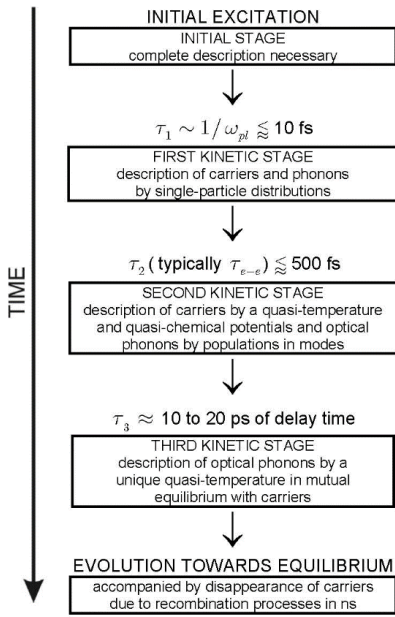 INITIAL EXCITATION
INITIAL STAGE
complete description necessary
τ₁ ~ 1/ω_pl ⪅ 10 fs
FIRST KINETIC STAGE
description of carriers and phonons
by single-particle distributions
τ₂ ( typically τ_e−e ) ⪅ 500 fs
SECOND KINETIC STAGE
description of carriers by a quasi-temperature
and quasi-chemical potentials and optical
phonons by populations in modes
τ₃ ≈ 10 to 20 ps of delay time
THIRD KINETIC STAGE
description of optical phonons by a
unique quasi-temperature in mutual
equilibrium with carriers
EVOLUTION TOWARDS EQUILIBRIUM
accompanied by disappearance of carriers
due to recombination processes in ns
TIME